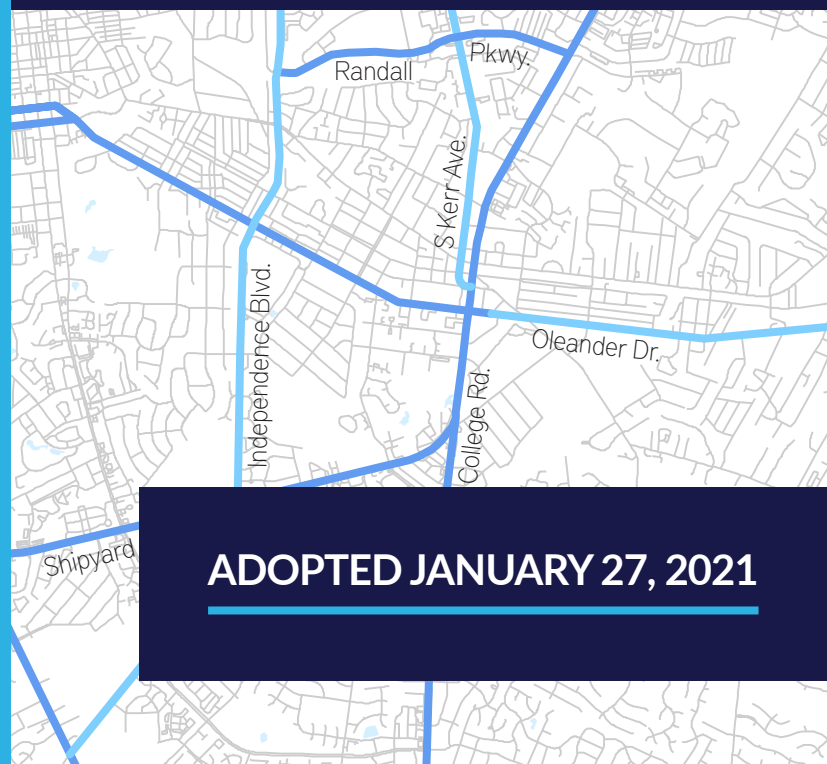 Randall
Pkwy.
S Kerr Ave.
Independence Blvd.
Oleander Dr.
College Rd.
Shipyard
ADOPTED JANUARY 27, 2021